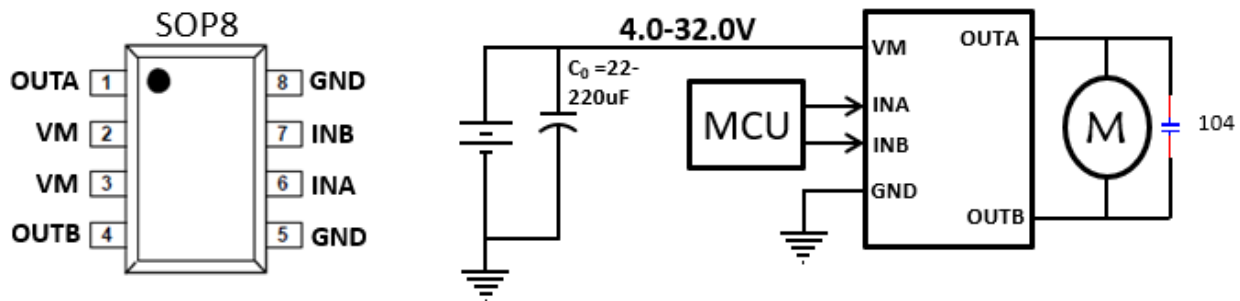 SOP8
OUTA 1 8 GND
VM 2 7 INB
VM 3 6 INA
OUTB 4 5 GND
4.0-32.0V
C₀ =22-
220uF
MCU
VM
INA
INB
GND
OUTA
OUTB
M
104